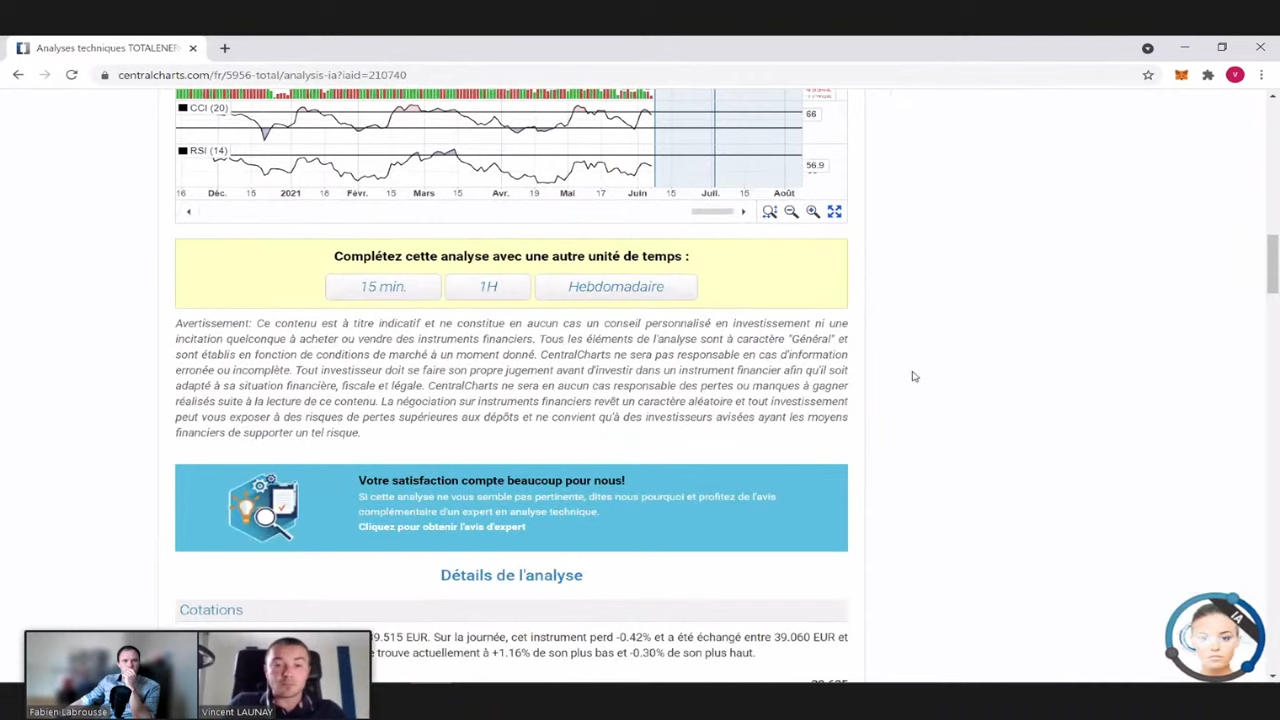 Analyses techniques TOTALENER
centralcharts.com/fr/5956-total/analysis-ia?iaid=210740
V
CCI (20)
66
RSI (14)
56.9
16 Déc. 15 2021 18 Févr. 15 Mars 15 Avr. 19 Mai 17 Juin 15 Juil. 15 Août
Complétez cette analyse avec une autre unité de temps :
15 min. 1H Hebdomadaire
Avertissement: Ce contenu est à titre indicatif et ne constitue en aucun cas un conseil personnalisé en investissement ni une
incitation quelconque à acheter ou vendre des instruments financiers. Tous les éléments de l'analyse sont à caractère "Général" et
sont établis en fonction de conditions de marché à un moment donné. CentralCharts ne sera pas responsable en cas d'information
erronée ou incomplète. Tout investisseur doit se faire son propre jugement avant d'investir dans un instrument financier afin qu'il soit
adapté à sa situation financière, fiscale et légale. CentralCharts ne sera en aucun cas responsable des pertes ou manques à gagner
réalisés suite à la lecture de ce contenu. La négociation sur instruments financiers revêt un caractère aléatoire et tout investissement
peut vous exposer à des risques de pertes supérieures aux dépôts et ne convient qu'à des investisseurs avisées ayant les moyens
financiers de supporter un tel risque.
Votre satisfaction compte beaucoup pour nous!
Si cette analyse ne vous semble pas pertinente, dites nous pourquoi et profitez de l'avis
complémentaire d'un expert en analyse technique.
Cliquez pour obtenir l'avis d'expert
Détails de l'analyse
Cotations
9.515 EUR. Sur la journée, cet instrument perd -0.42% et a été échangé entre 39.060 EUR et
trouve actuellement à +1.16% de son plus bas et -0.30% de son plus haut.
IA
Fabien Labrousse
Vincent LAUNAY